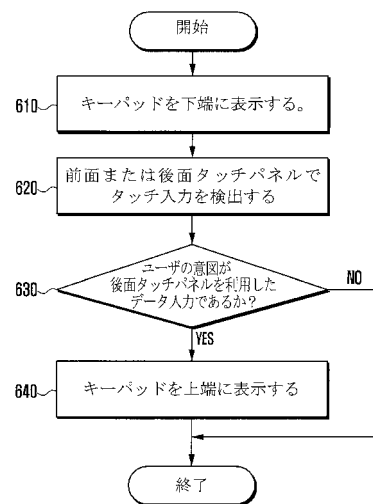 開始
610
キーパッドを下端に表示する。
620
前面または後面タッチパネルで
タッチ入力を検出する
630
ユーザの意図が
後面タッチパネルを利用した
データ入力であるか?
NO
YES
640
キーパッドを上端に表示する
終了